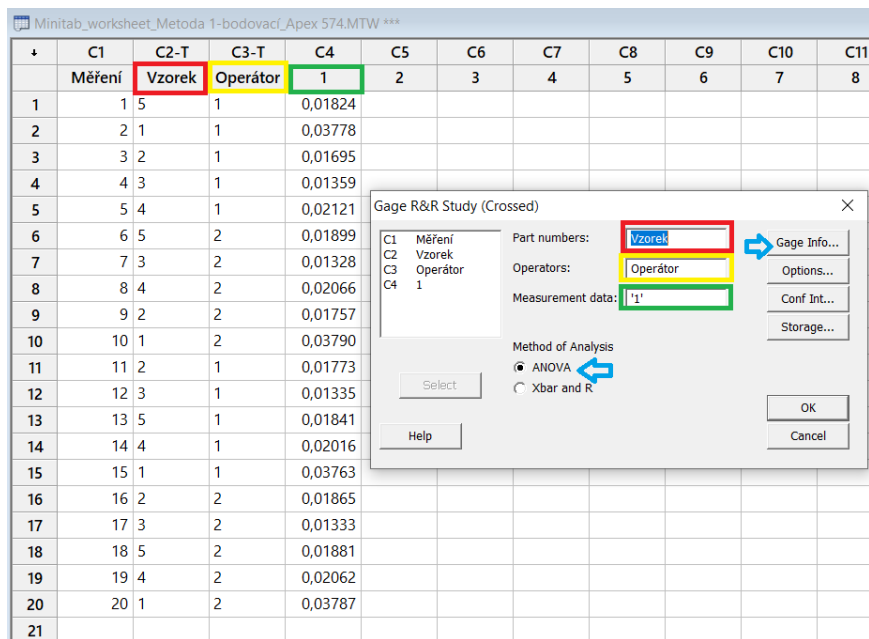 Minitab_worksheet_Metoda 1-bodovací_Apex 574.MTW ***
↓ C1 C2-T C3-T C4 C5 C6 C7 C8 C9 C10 C11
Měření Vzorek Operátor 1 2 3 4 5 6 7 8
1 1 5 1 0,01824
2 2 1 1 0,03778
3 3 2 1 0,01695
4 4 3 1 0,01359
5 5 4 1 0,02121
6 6 5 2 0,01899
7 7 3 2 0,01328
8 8 4 2 0,02066
9 9 2 2 0,01757
10 10 1 2 0,03790
11 11 2 1 0,01773
12 12 3 1 0,01335
13 13 5 1 0,01841
14 14 4 1 0,02016
15 15 1 1 0,03763
16 16 2 2 0,01865
17 17 3 2 0,01333
18 18 5 2 0,01881
19 19 4 2 0,02062
20 20 1 2 0,03787
21
Gage R&R Study (Crossed)
C1 Měření
C2 Vzorek
C3 Operátor
C4 1
Part numbers: Vzorek
Operators: Operátor
Measurement data: '1'
Method of Analysis
ANOVA
Xbar and R
Select
Help
Gage Info...
Options...
Conf Int...
Storage...
OK
Cancel